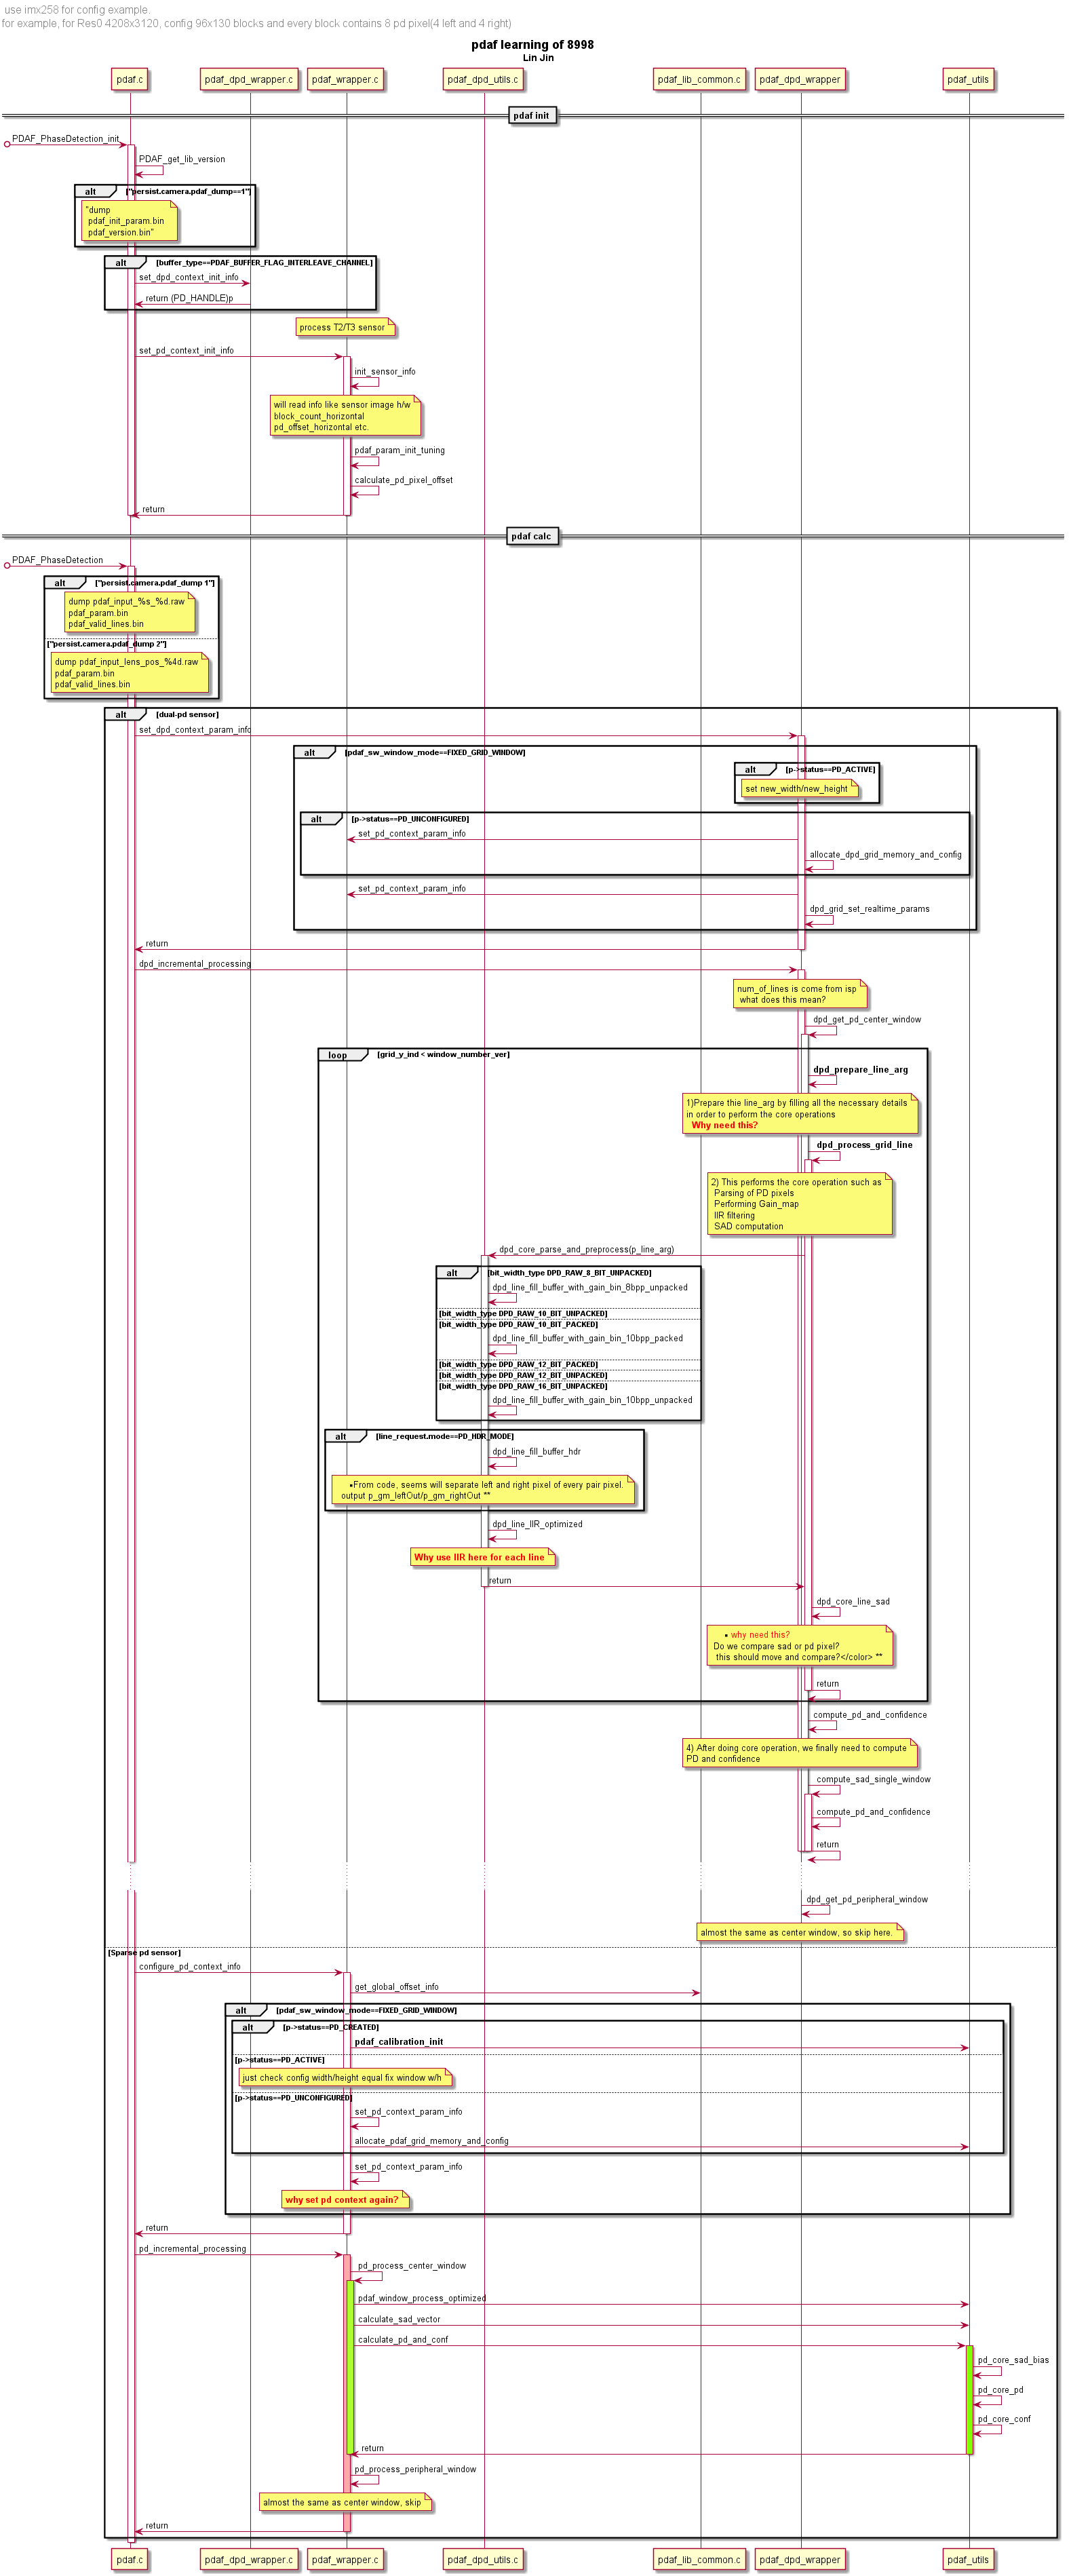 use imx258 for config example.
for example, for Res0 4208x3120, config 96x130 blocks and every block contains 8 pd pixel(4 left and 4 right)
pdaf learning of 8998
Lin Jin
pdaf.c
pdaf_dpd_wrapper.c
pdaf_wrapper.c
pdaf_dpd_utils.c
pdaf_lib_common.c
pdaf_dpd_wrapper
pdaf_utils
pdaf init
PDAF_PhaseDetection_init
PDAF_get_lib_version
alt
["persist.camera.pdaf_dump==1"]
"dump
pdaf_init_param.bin
pdaf_version.bin"
alt
[buffer_type==PDAF_BUFFER_FLAG_INTERLEAVE_CHANNEL]
set_dpd_context_init_info
return (PD_HANDLE)p
process T2/T3 sensor
set_pd_context_init_info
init_sensor_info
will read info like sensor image h/w
block_count_horizontal
pd_offset_horizontal etc.
pdaf_param_init_tuning
calculate_pd_pixel_offset
return
pdaf calc
PDAF_PhaseDetection
alt
["persist.camera.pdaf_dump 1"]
dump pdaf_input_%s_%d.raw
pdaf_param.bin
pdaf_valid_lines.bin
["persist.camera.pdaf_dump 2"]
dump pdaf_input_lens_pos_%4d.raw
pdaf_param.bin
pdaf_valid_lines.bin
alt
[dual-pd sensor]
set_dpd_context_param_info
alt
[pdaf_sw_window_mode==FIXED_GRID_WINDOW]
alt
[p->status==PD_ACTIVE]
set new_width/new_height
alt
[p->status==PD_UNCONFIGURED]
set_pd_context_param_info
allocate_dpd_grid_memory_and_config
set_pd_context_param_info
dpd_grid_set_realtime_params
return
dpd_incremental_processing
num_of_lines is come from isp
what does this mean?
dpd_get_pd_center_window
loop
[grid_y_ind < window_number_ver]
dpd_prepare_line_arg
1)Prepare thie line_arg by filling all the necessary details
in order to perform the core operations
Why need this?
dpd_process_grid_line
2) This performs the core operation such as
Parsing of PD pixels
Performing Gain_map
IIR filtering
SAD computation
dpd_core_parse_and_preprocess(p_line_arg)
alt
[bit_width_type DPD_RAW_8_BIT_UNPACKED]
dpd_line_fill_buffer_with_gain_bin_8bpp_unpacked
[bit_width_type DPD_RAW_10_BIT_UNPACKED]
[bit_width_type DPD_RAW_10_BIT_PACKED]
dpd_line_fill_buffer_with_gain_bin_10bpp_packed
[bit_width_type DPD_RAW_12_BIT_PACKED]
[bit_width_type DPD_RAW_12_BIT_UNPACKED]
[bit_width_type DPD_RAW_16_BIT_UNPACKED]
dpd_line_fill_buffer_with_gain_bin_10bpp_unpacked
alt
[line_request.mode==PD_HDR_MODE]
dpd_line_fill_buffer_hdr
▪From code, seems will separate left and right pixel of every pair pixel.
output p_gm_leftOut/p_gm_rightOut **
dpd_line_IIR_optimized
Why use IIR here for each line
return
dpd_core_line_sad
▪ why need this?
Do we compare sad or pd pixel?
this should move and compare?</color> **
return
compute_pd_and_confidence
4) After doing core operation, we finally need to compute
PD and confidence
compute_sad_single_window
compute_pd_and_confidence
return
dpd_get_pd_peripheral_window
almost the same as center window, so skip here.
[Sparse pd sensor]
configure_pd_context_info
get_global_offset_info
alt
[pdaf_sw_window_mode==FIXED_GRID_WINDOW]
alt
[p->status==PD_CREATED]
pdaf_calibration_init
[p->status==PD_ACTIVE]
just check config width/height equal fix window w/h
[p->status==PD_UNCONFIGURED]
set_pd_context_param_info
allocate_pdaf_grid_memory_and_config
set_pd_context_param_info
why set pd context again?
return
pd_incremental_processing
pd_process_center_window
pdaf_window_process_optimized
calculate_sad_vector
calculate_pd_and_conf
pd_core_sad_bias
pd_core_pd
pd_core_conf
return
pd_process_peripheral_window
almost the same as center window, skip
return
pdaf.c
pdaf_dpd_wrapper.c
pdaf_wrapper.c
pdaf_dpd_utils.c
pdaf_lib_common.c
pdaf_dpd_wrapper
pdaf_utils